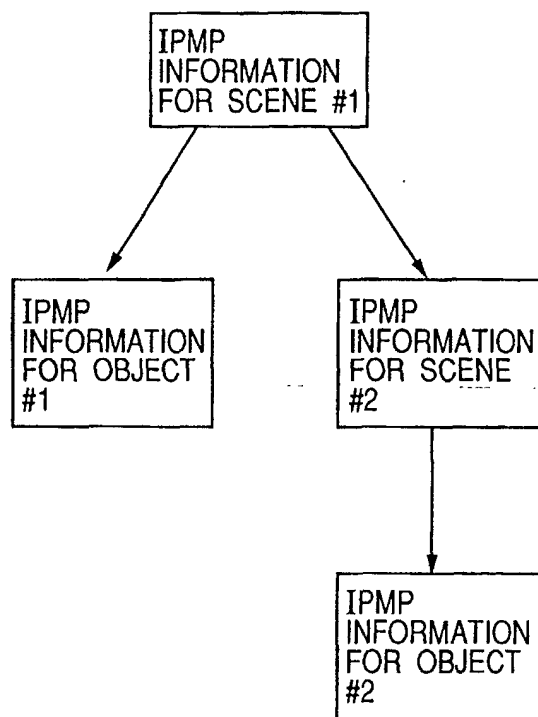 IPMP
INFORMATION
FOR SCENE #1
IPMP
INFORMATION
FOR OBJECT
#1
IPMP
INFORMATION
FOR SCENE
#2
IPMP
INFORMATION
FOR OBJECT
#2